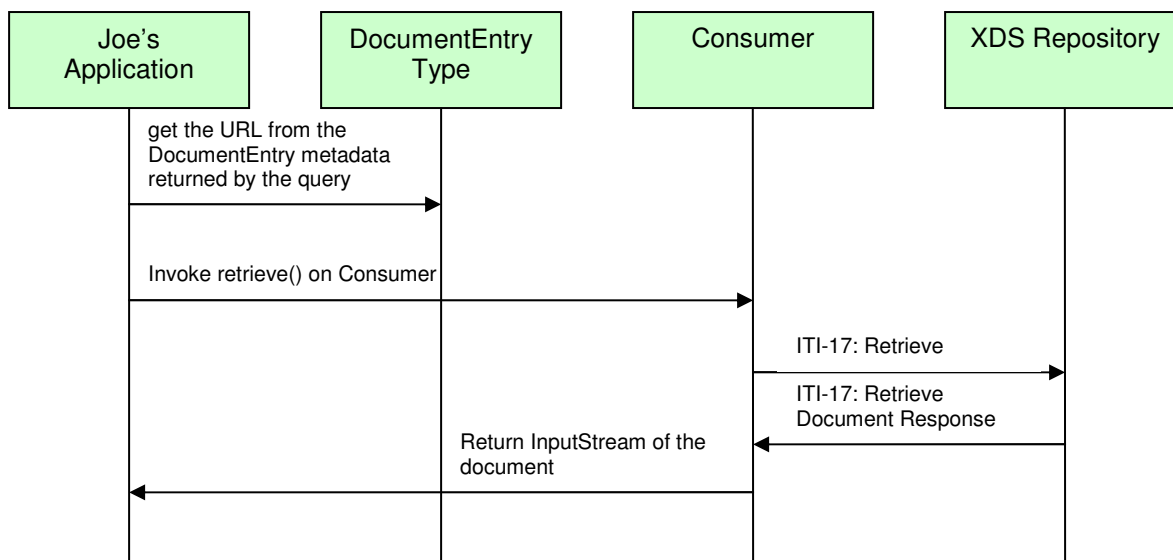 Joe's
Application
DocumentEntry
Type
Consumer
XDS Repository
get the URL from the
DocumentEntry metadata
returned by the query
Invoke retrieve() on Consumer
ITI-17: Retrieve
ITI-17: Retrieve
Document Response
Return InputStream of the
document